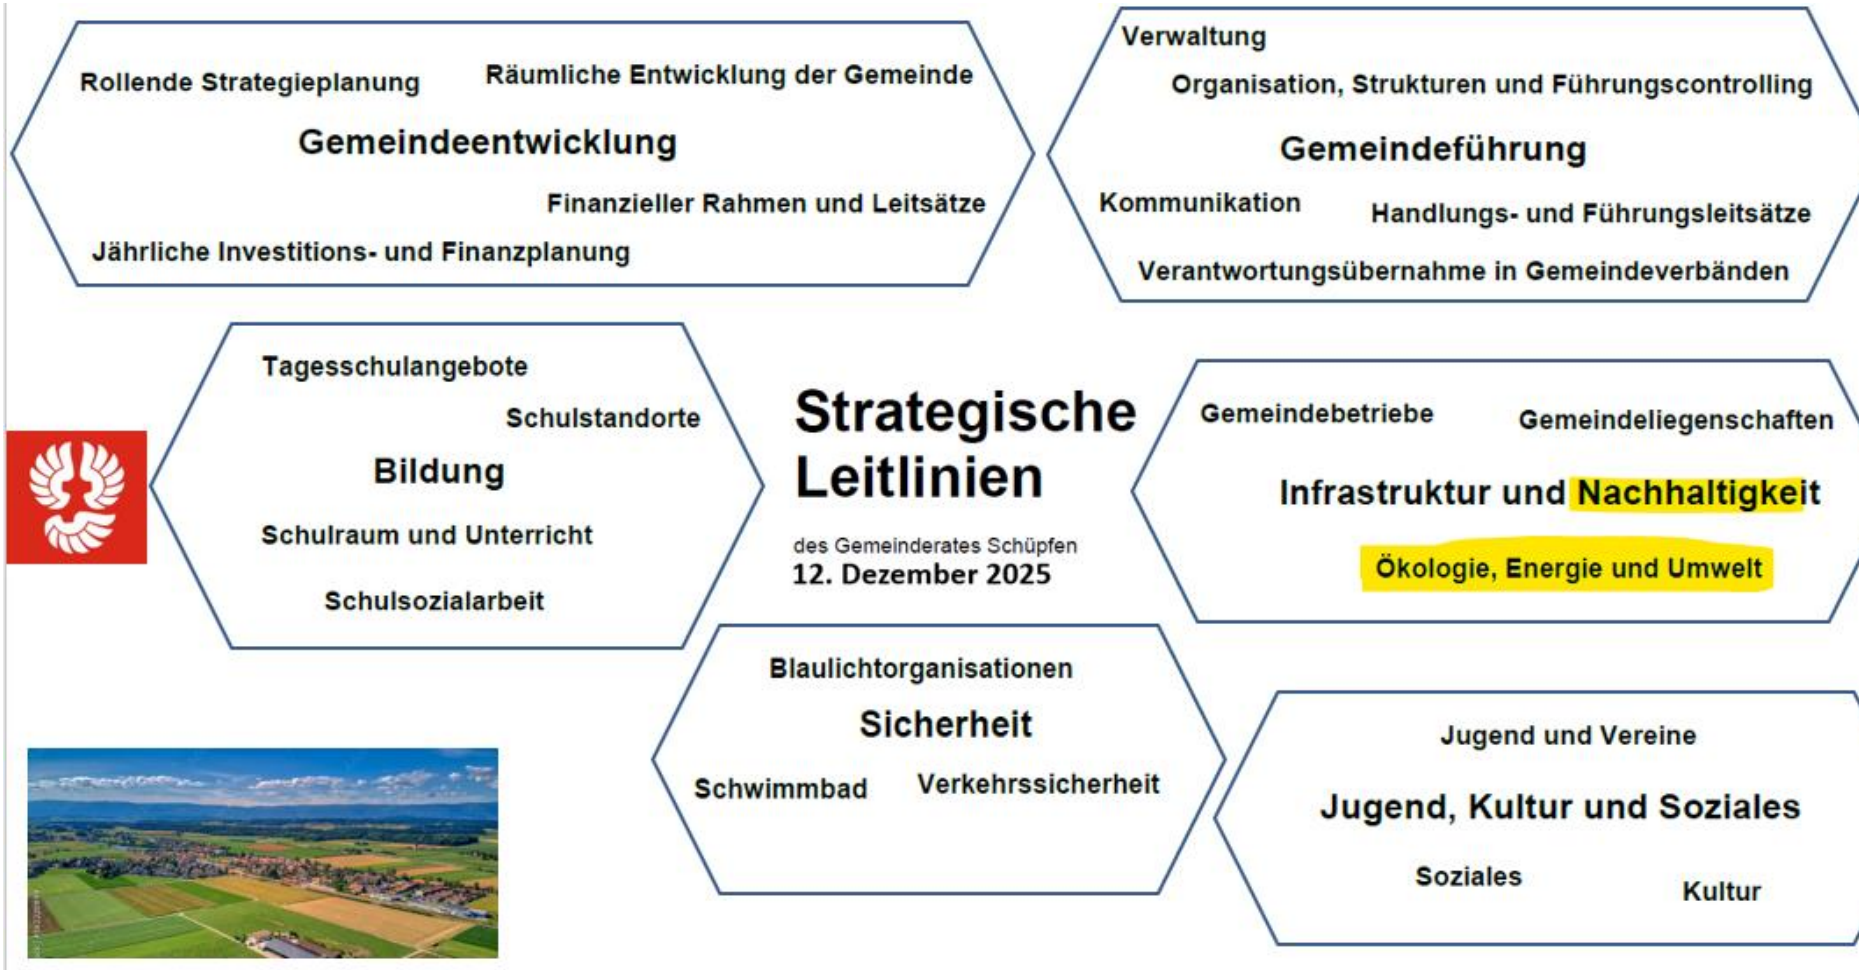 Rollende Strategieplanung
Räumliche Entwicklung der Gemeinde
Gemeindeentwicklung
Finanzieller Rahmen und Leitsätze
Jährliche Investitions- und Finanzplanung
Verwaltung
Organisation, Strukturen und Führungscontrolling
Gemeindeführung
Kommunikation
Handlungs- und Führungsleitsätze
Verantwortungsübernahme in Gemeindeverbänden
Tagesschulangebote
Schulstandorte
Bildung
Schulraum und Unterricht
Schulsozialarbeit
Strategische
Leitlinien
des Gemeinderates Schüpfen
12. Dezember 2025
Gemeindebetriebe
Gemeindeliegenschaften
Infrastruktur und Nachhaltigkeit
Ökologie, Energie und Umwelt
Blaulichtorganisationen
Sicherheit
Schwimmbad
Verkehrssicherheit
Jugend und Vereine
Jugend, Kultur und Soziales
Soziales
Kultur